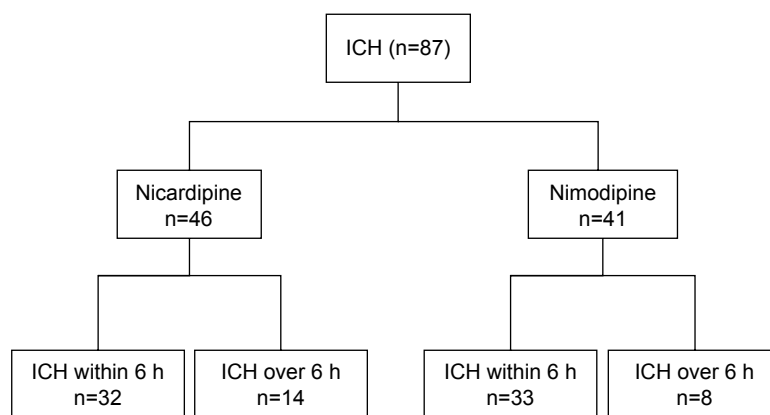 ICH (n=87)
Nicardipine
n=46
Nimodipine
n=41
ICH within 6 h
n=32
ICH over 6 h
n=14
ICH within 6 h
n=33
ICH over 6 h
n=8